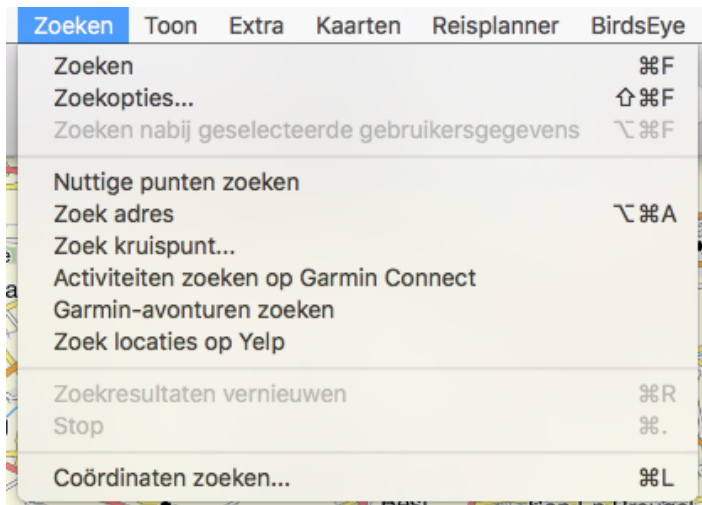 Zoeken Toon Extra Kaarten Reisplanner BirdsEye
Zoeken ⌘F
Zoekopties... ⇧⌘F
Zoeken nabij geselecteerde gebruikersgegevens ⌥⌘F
Nuttige punten zoeken
Zoek adres ⌥⌘A
Zoek kruispunt...
Activiteiten zoeken op Garmin Connect
Garmin-avonturen zoeken
Zoek locaties op Yelp
Zoekresultaten vernieuwen ⌘R
Stop ⌘.
Coördinaten zoeken... ⌘L